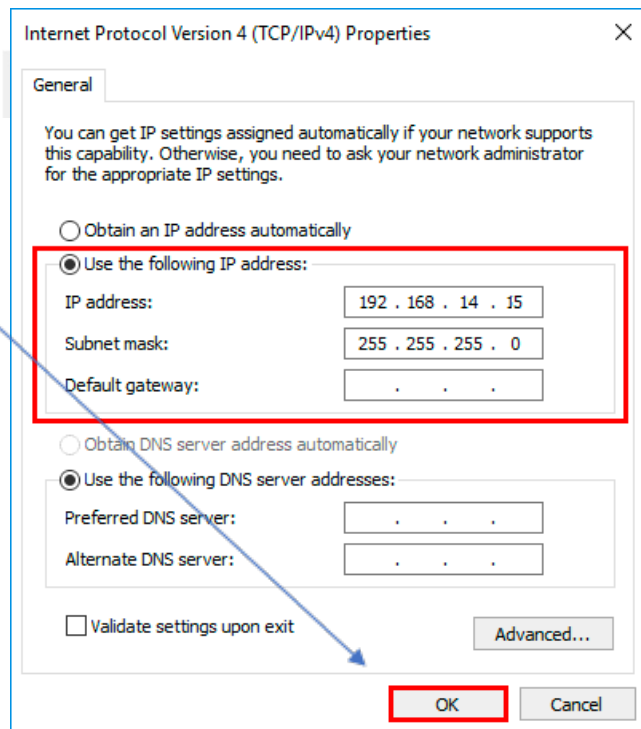 Internet Protocol Version 4 (TCP/IPv4) Properties
General
You can get IP settings assigned automatically if your network supports
this capability. Otherwise, you need to ask your network administrator
for the appropriate IP settings.
Obtain an IP address automatically
Use the following IP address:
IP address: 192 . 168 . 14 . 15
Subnet mask: 255 . 255 . 255 . 0
Default gateway: . . .
Obtain DNS server address automatically
Use the following DNS server addresses:
Preferred DNS server: . . .
Alternate DNS server: . . .
Validate settings upon exit
Advanced...
OK Cancel